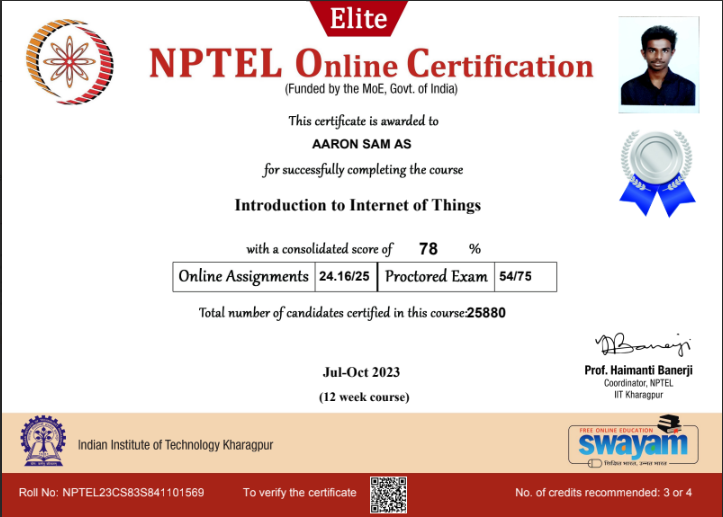 Elite
NPTEL Online Certification
(Funded by the MoE, Govt. of India)
This certificate is awarded to
AARON SAM AS
for successfully completing the course
Introduction to Internet of Things
with a consolidated score of 78 %
Online Assignments 24.16/25 Proctored Exam 54/75
Total number of candidates certified in this course:25880
Jul-Oct 2023
(12 week course)
Prof. Haimanti Banerji
Coordinator, NPTEL
IIT Kharagpur
Indian Institute of Technology Kharagpur
FREE ONLINE EDUCATION
swayam
शिक्षित भारत, उन्नत भारत
Roll No: NPTEL23CS83S841101569 To verify the certificate No. of credits recommended: 3 or 4